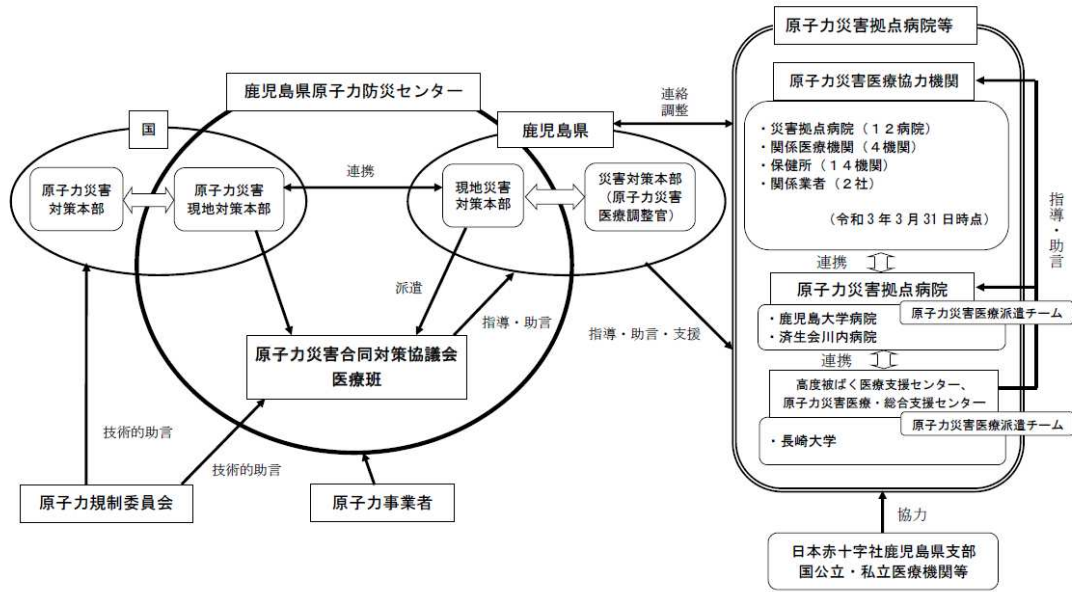 原子力災害拠点病院等
原子力災害医療協力機関
・災害拠点病院（１２病院）
・関係医療機関（４機関）
・保健所（１４機関）
・関係業者（２社）
（令和３年３月31日時点）
連携
原子力災害拠点病院
原子力災害医療派遣チーム
・鹿児島大学病院
・済生会川内病院
連携
高度被ばく医療支援センター、
原子力災害医療・総合支援センター
原子力災害医療派遣チーム
・長崎大学
指導・助言
協力
日本赤十字社鹿児島県支部
国公立・私立医療機関等
鹿児島県原子力防災センター
国
原子力災害
対策本部
原子力災害
現地対策本部
連携
鹿児島県
現地災害
対策本部
災害対策本部
（原子力災害
医療調整官）
連絡
調整
派遣
指導・助言
指導・助言・支援
原子力災害合同対策協議会
医療班
技術的助言
技術的助言
原子力規制委員会
原子力事業者